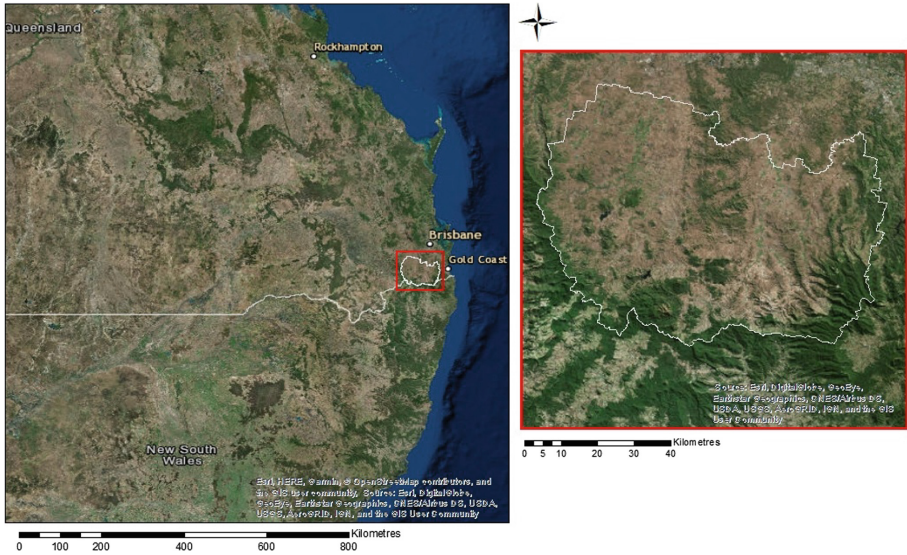 Queensland
Rockhampton
Brisbane
Gold Coast
New South
Wales
Esri, HERE, Garmin, © OpenStreetMap contributors, and
the GIS user community, Source: Esri, DigitalGlobe,
GeoEye, Earthstar Geographics, CNES/Airbus DS, USDA,
USGS, AeroGRID, IGN, and the GIS User Community
Kilometres
0 100 200 400 600 800
Source: Esri, DigitalGlobe, GeoEye,
Earthstar Geographics, CNES/Airbus DS,
USDA, USGS, AeroGRID, IGN, and the GIS
User Community
Kilometres
0 5 10 20 30 40